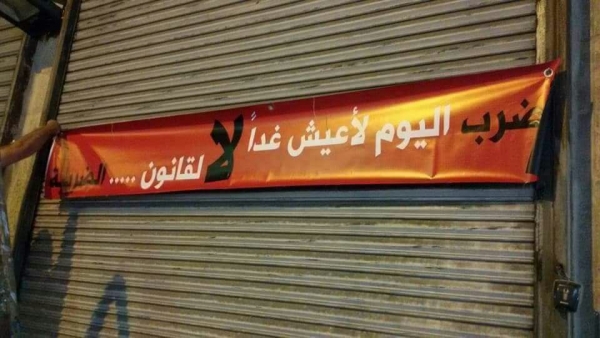 ضرب اليوم لأعيش غداً لا لقانون ..... الضريبة